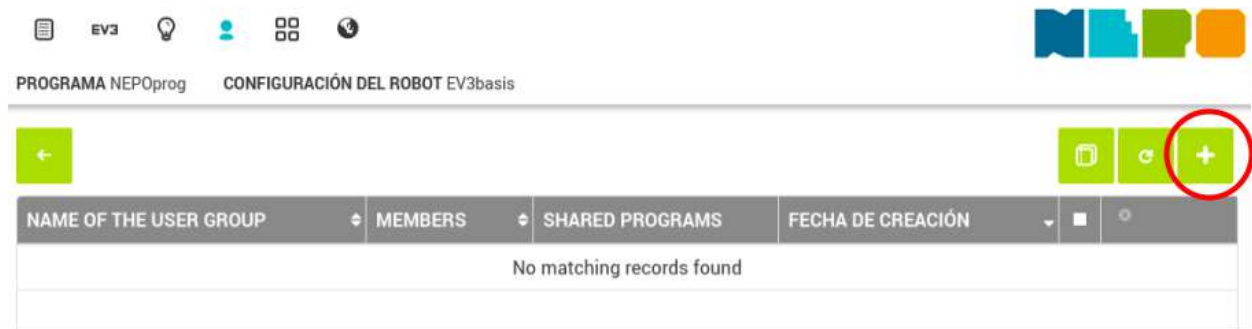 EV3
NEPO
PROGRAMA NEPOprog CONFIGURACIÓN DEL ROBOT EV3basis
NAME OF THE USER GROUP MEMBERS SHARED PROGRAMS FECHA DE CREACIÓN
No matching records found